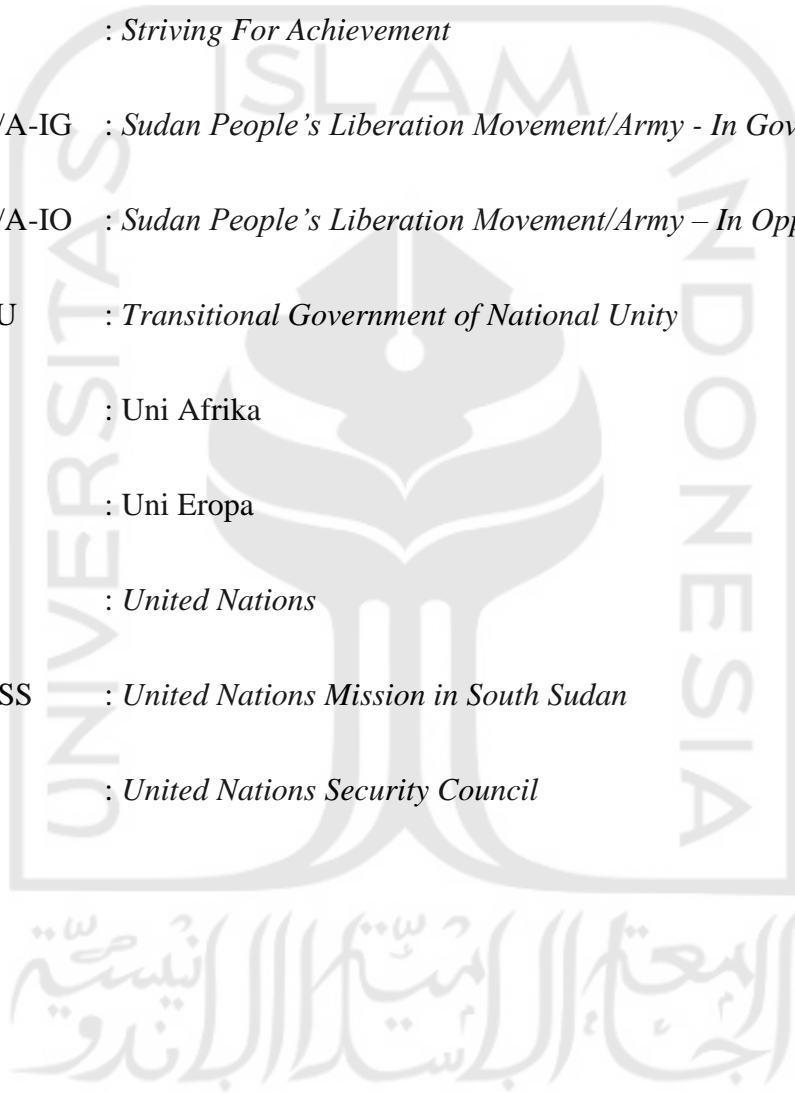 : Striving For Achievement
/A-IG : Sudan People's Liberation Movement/Army - In Gov
/A-IO : Sudan People's Liberation Movement/Army – In Opp
U : Transitional Government of National Unity
: Uni Afrika
: Uni Eropa
: United Nations
SS : United Nations Mission in South Sudan
: United Nations Security Council
UNIVERSITAS
ISLAM
INDONESIA